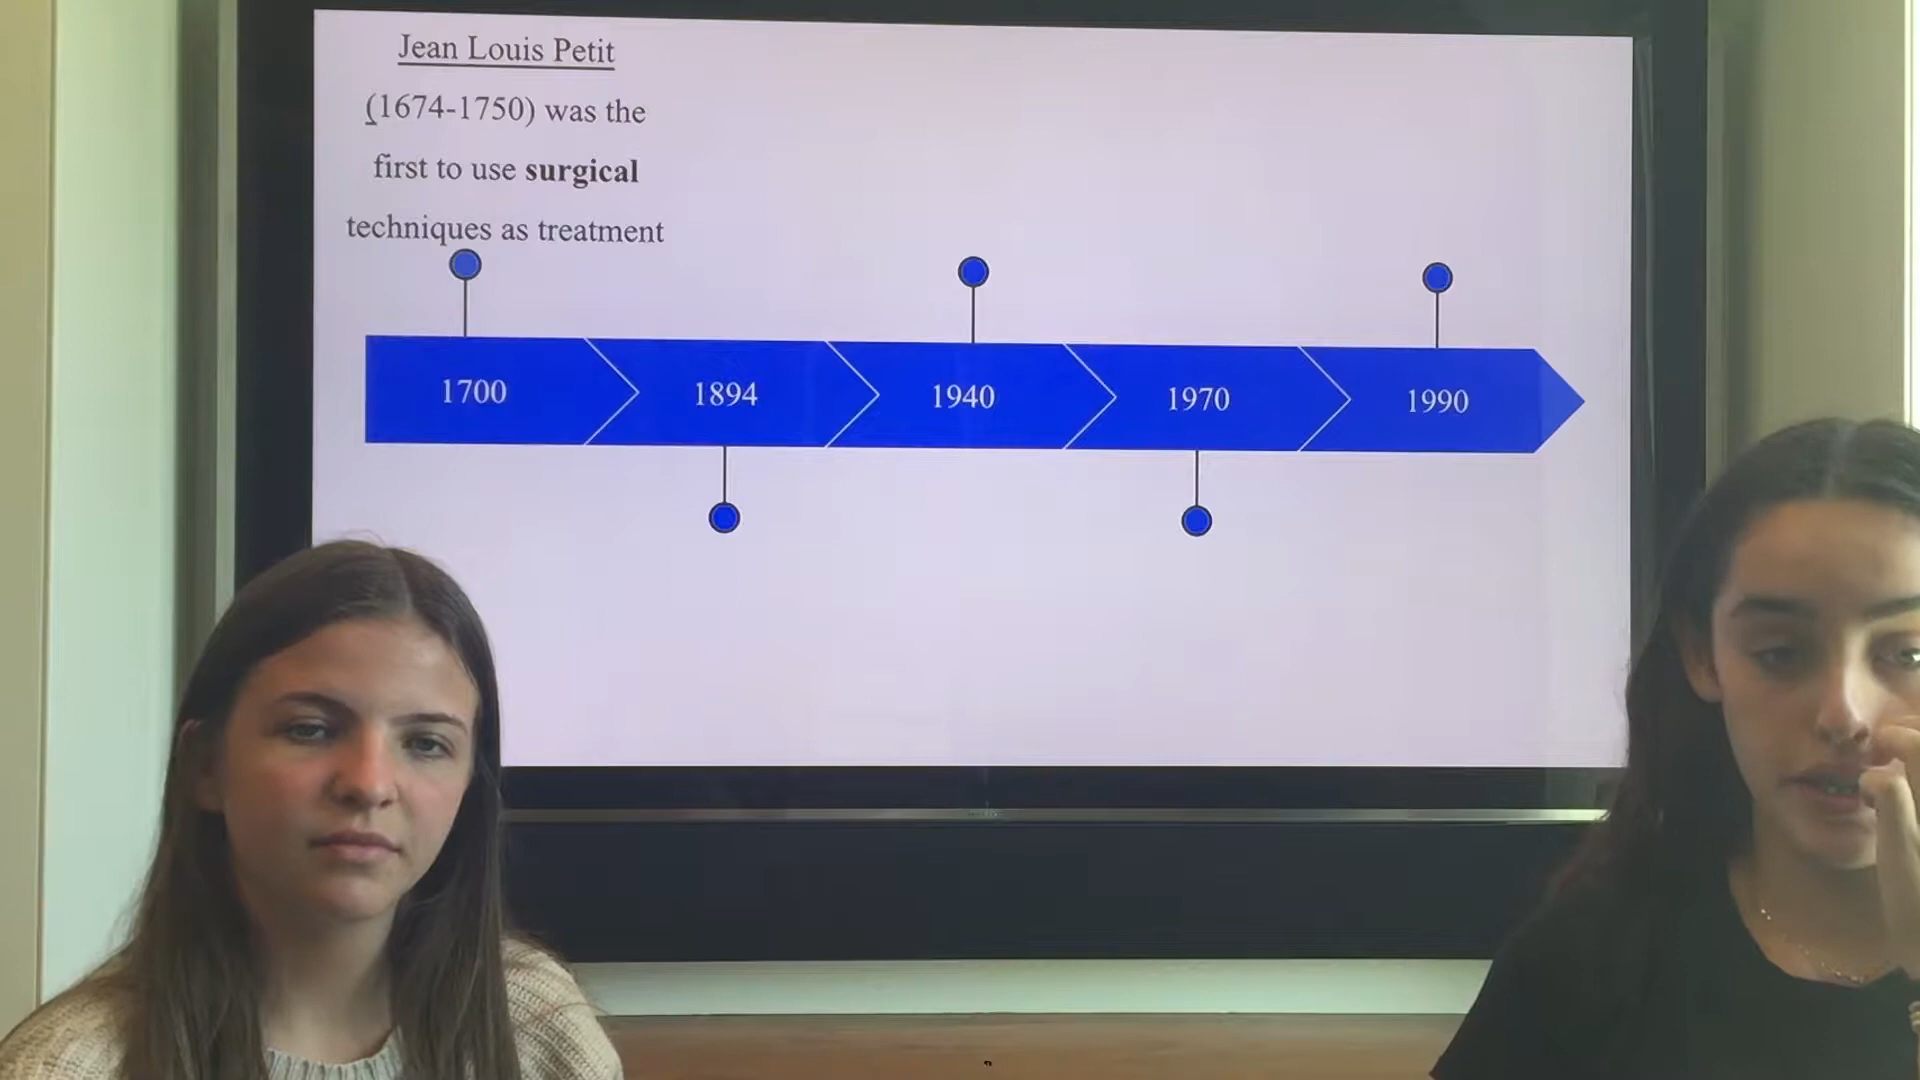 Jean Louis Petit
(1674-1750) was the
first to use surgical
techniques as treatment
1700
1894
1940
1970
1990